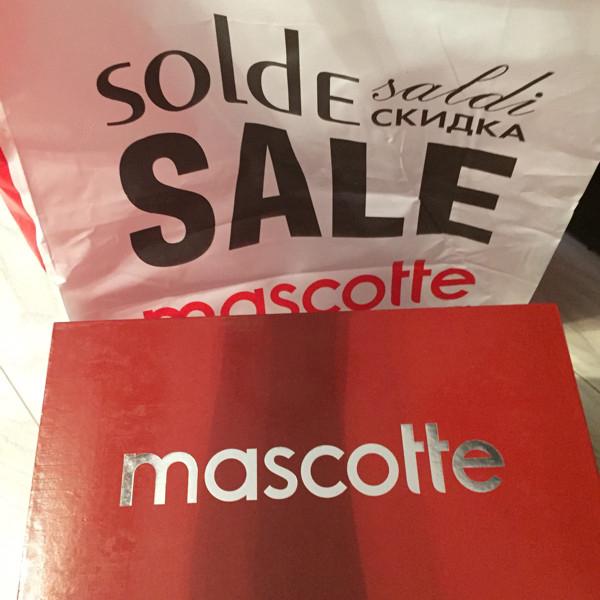 solde saldi
СКИДКА
SALE
mascotte
mascotte